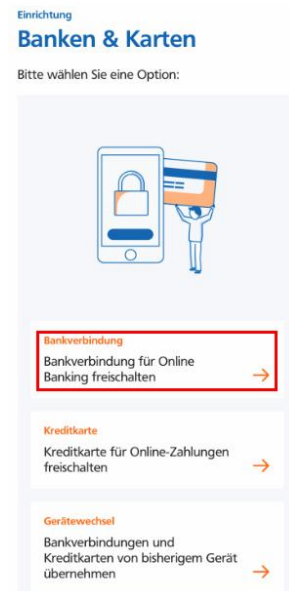 Einrichtung
Banken & Karten
Bitte wählen Sie eine Option:
Bankverbindung
Bankverbindung für Online
Banking freischalten
Kreditkarte
Kreditkarte für Online-Zahlungen
freischalten
Gerätewechsel
Bankverbindungen und
Kreditkarten von bisherigem Gerät
übernehmen